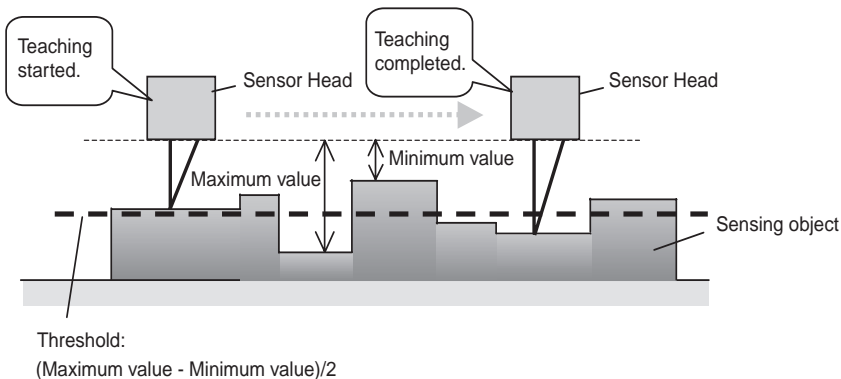 Teaching
started.
Sensor Head
Teaching
completed.
Sensor Head
Minimum value
Maximum value
Sensing object
Threshold:
(Maximum value - Minimum value)/2